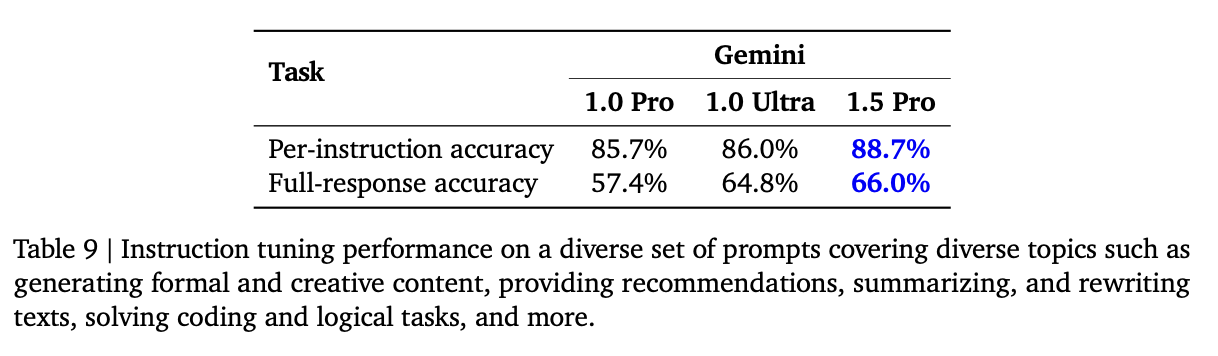 Task
Gemini
1.0 Pro 1.0 Ultra 1.5 Pro
Per-instruction accuracy 85.7% 86.0% 88.7%
Full-response accuracy 57.4% 64.8% 66.0%
Table 9 | Instruction tuning performance on a diverse set of prompts covering diverse topics such as
generating formal and creative content, providing recommendations, summarizing, and rewriting
texts, solving coding and logical tasks, and more.